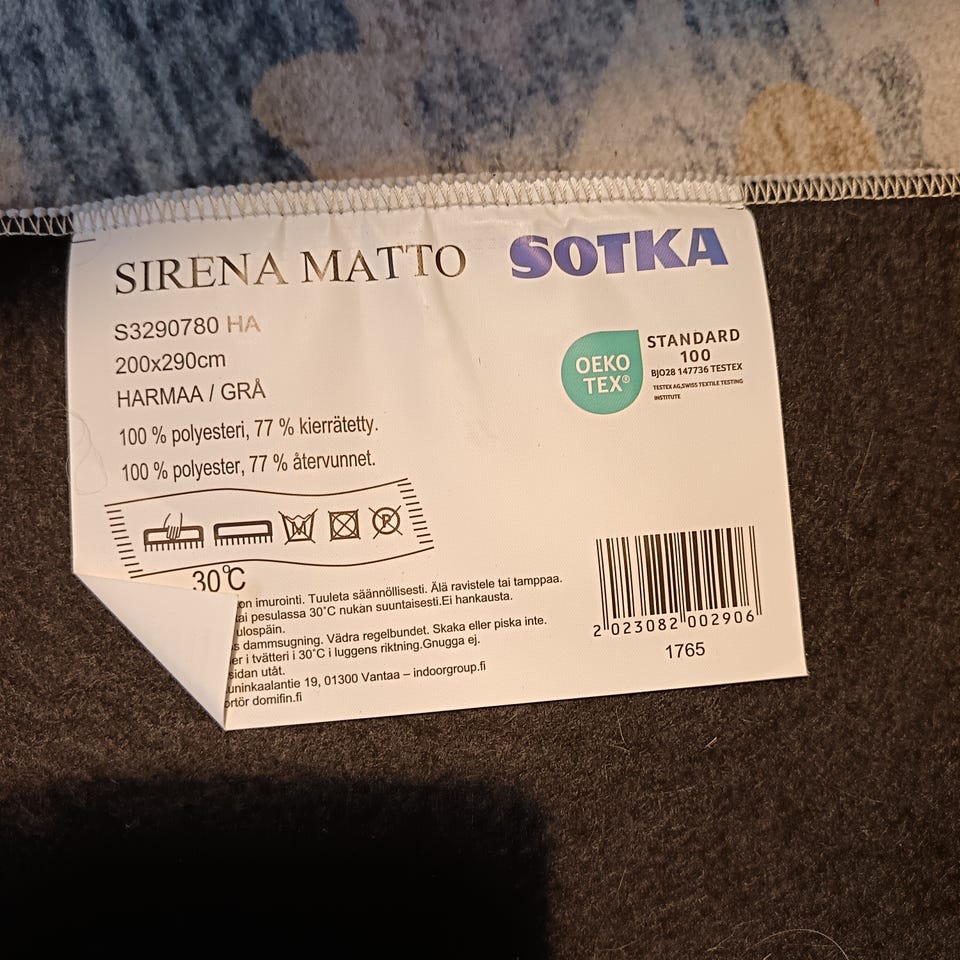 SIRENA MATTO
SOTKA
S3290780 HA
200x290cm
HARMAA / GRÅ
100 % polyesteri, 77 % kierrätetty.
100 % polyester, 77 % återvunnet.
OEKO
TEX®
STANDARD
100
BJ028 147736 TESTEX
TESTEX AG, SWISS TEXTILE TESTING
INSTITUTE
30°C
on imurointi. Tuuleta säännöllisesti. Älä ravistele tai tamppaa.
ai pesulassa 30˚C nukan suuntaisesti.Ei hankausta.
ulospäin.
s dammsugning. Vädra regelbundet. Skaka eller piska inte.
er i tvätteri i 30˚C i luggens riktning.Gnugga ej.
sidan utåt.
uninkaalantie 19, 01300 Vantaa – indoorgroup.fi
ortör domifin.fi
2 023082 002906
1765